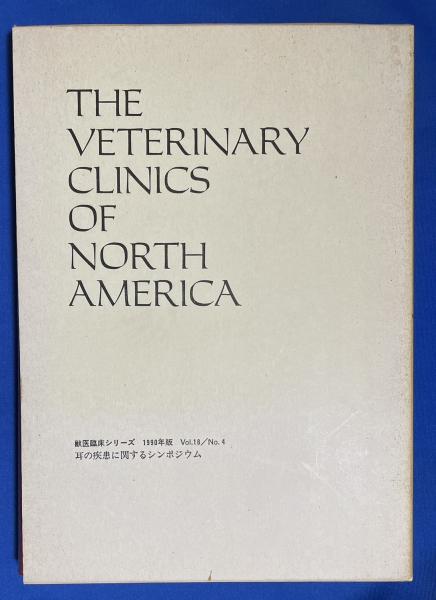 THE
VETERINARY
CLINICS
OF
NORTH
AMERICA
獣医臨床シリーズ 1990年版 Vol.18/No.4
耳の疾患に関するシンポジウム